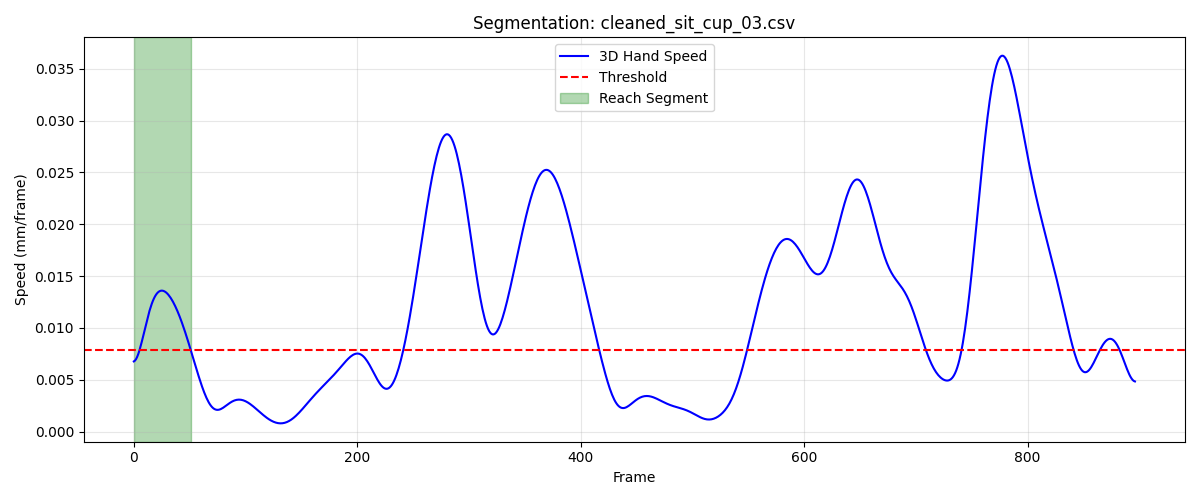 Segmentation: cleaned_sit_cup_03.csv
3D Hand Speed
Threshold
Reach Segment
Speed (mm/frame)
0.035
0.030
0.025
0.020
0.015
0.010
0.005
0.000
0 200 400 600 800
Frame